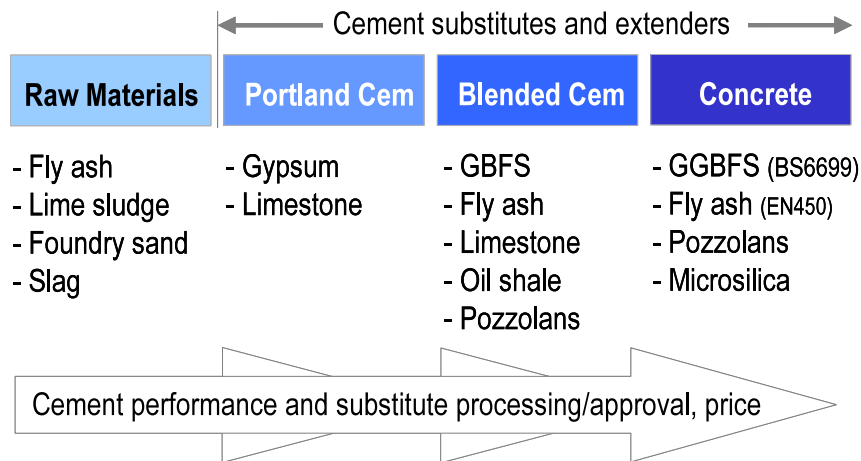 Cement substitutes and extenders
Raw Materials
Portland Cem
Blended Cem
Concrete
- Fly ash
- Lime sludge
- Foundry sand
- Slag
- Gypsum
- Limestone
- GBFS
- Fly ash
- Limestone
- Oil shale
- Pozzolans
- GGBFS (BS6699)
- Fly ash (EN450)
- Pozzolans
- Microsilica
Cement performance and substitute processing/approval, price